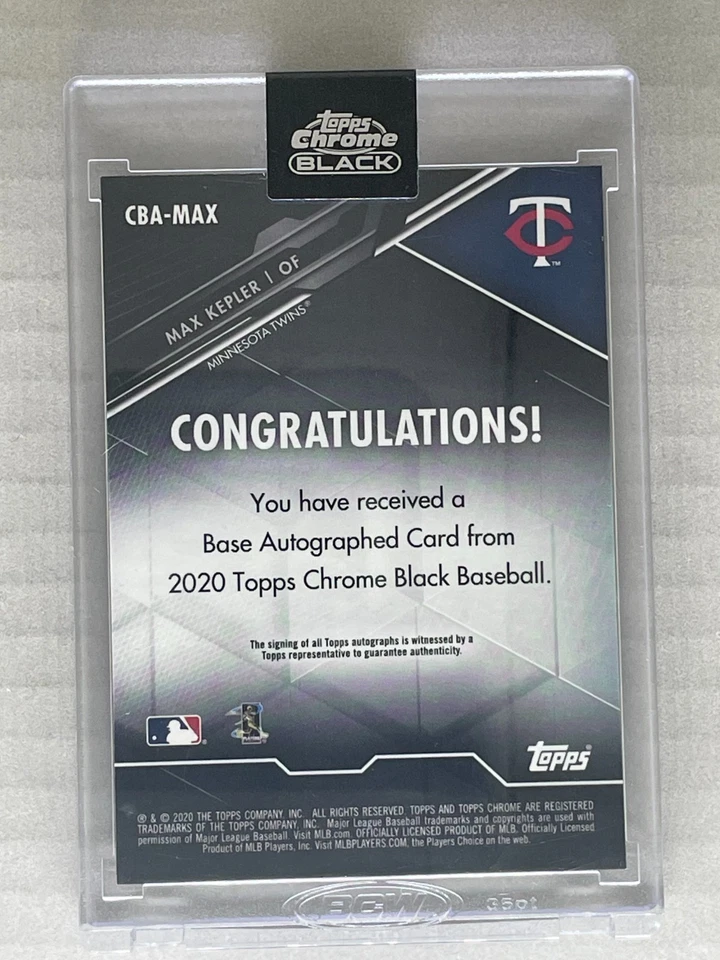 Topps
Chrome
BLACK
CBA-MAX
TC™
MAX KEPLER | OF
MINNESOTA TWINS®
CONGRATULATIONS!
You have received a
Base Autographed Card from
2020 Topps Chrome Black Baseball.
The signing of all Topps autographs is witnessed by a
Topps representative to guarantee authenticity.
Topps®
® & © 2020 THE TOPPS COMPANY, INC. ALL RIGHTS RESERVED. TOPPS AND TOPPS CHROME ARE REGISTERED
TRADEMARKS OF THE TOPPS COMPANY, INC. Major League Baseball trademarks and copyrights are used with
permission of Major League Baseball. Visit MLB.com. OFFICIALLY LICENSED PRODUCT OF MLB. Officially Licensed
Product of MLB Players, Inc. Visit MLBPLAYERS.COM, the Players Choice on the web.
BCW 35pt